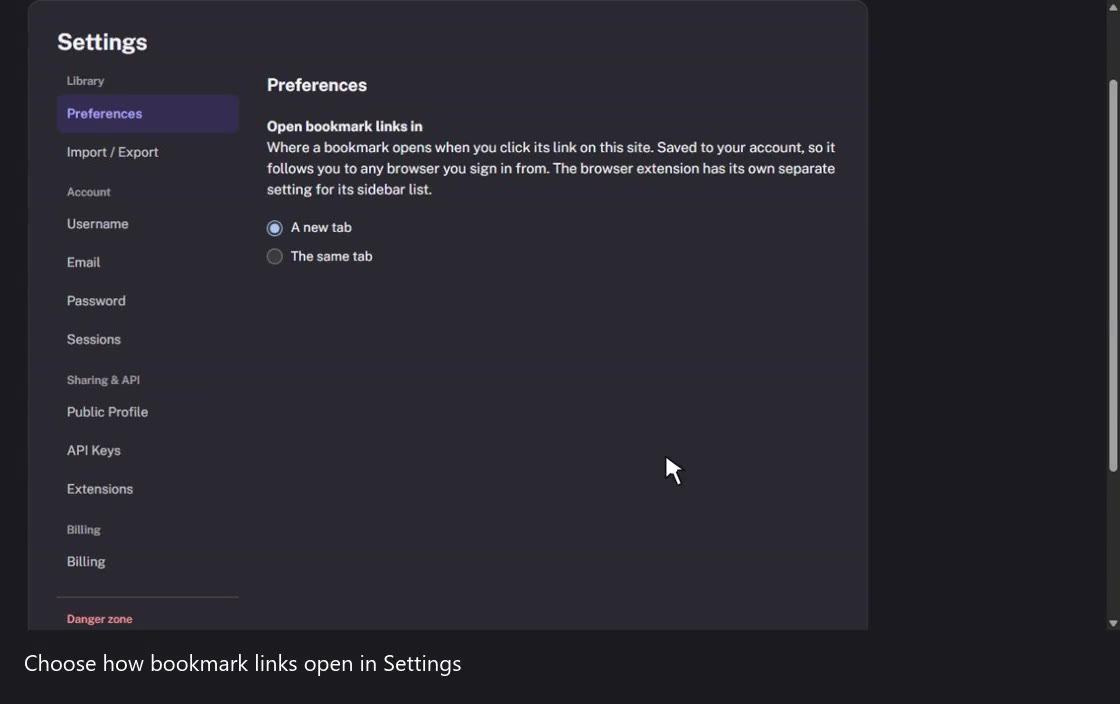 Settings
Library
Preferences
Import / Export
Account
Username
Email
Password
Sessions
Sharing & API
Public Profile
API Keys
Extensions
Billing
Billing
Danger zone
Preferences
Open bookmark links in
Where a bookmark opens when you click its link on this site. Saved to your account, so it
follows you to any browser you sign in from. The browser extension has its own separate
setting for its sidebar list.
A new tab
The same tab
Choose how bookmark links open in Settings